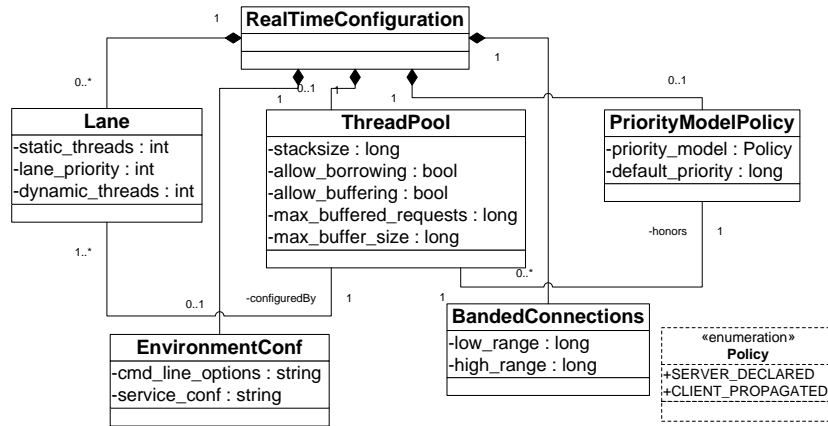 RealTimeConfiguration
1
1
0..*
0..1
1
1
1
0..1
Lane
-static_threads : int
-lane_priority : int
-dynamic_threads : int
ThreadPool
-stacksize : long
-allow_borrowing : bool
-allow_buffering : bool
-max_buffered_requests : long
-max_buffer_size : long
PriorityModelPolicy
-priority_model : Policy
-default_priority : long
1..*
-honors
1
0..*
0..1
-configuredBy
1
1
EnvironmentConf
-cmd_line_options : string
-service_conf : string
BandedConnections
-low_range : long
-high_range : long
«enumeration»
Policy
+SERVER_DECLARED
+CLIENT_PROPAGATED